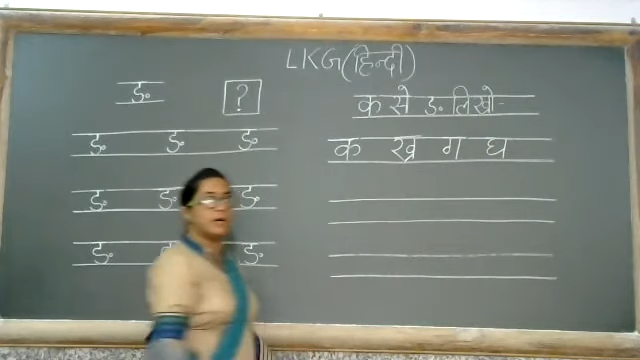 LKG(हिन्दी)
ङ ?
ङ ङ ङ
ङ ङ ङ
ङ ङ ङ
क से ङ लिखो-
क ख ग घ